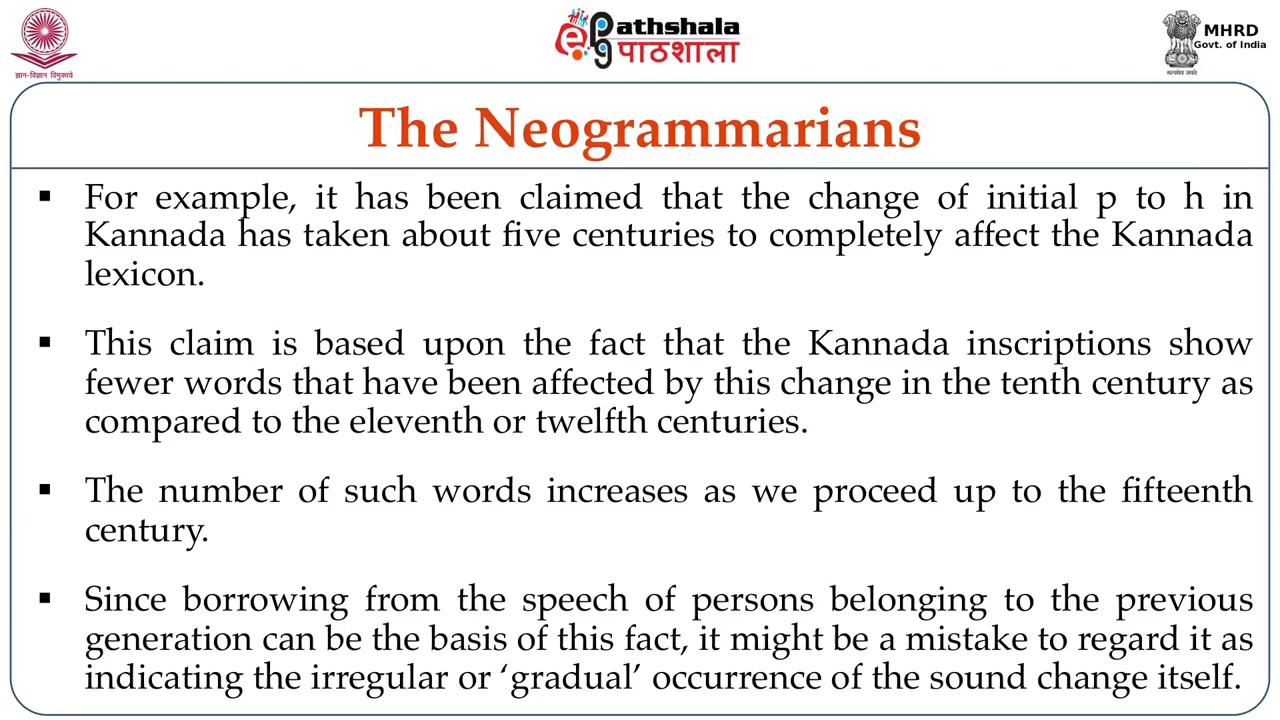 ज्ञान-विज्ञान विमुक्तये
ePg Pathshala
पाठशाला
MHRD
Govt. of India
सत्यमेव जयते
The Neogrammarians
▪ For example, it has been claimed that the change of initial p to h in
Kannada has taken about five centuries to completely affect the Kannada
lexicon.
▪ This claim is based upon the fact that the Kannada inscriptions show
fewer words that have been affected by this change in the tenth century as
compared to the eleventh or twelfth centuries.
▪ The number of such words increases as we proceed up to the fifteenth
century.
▪ Since borrowing from the speech of persons belonging to the previous
generation can be the basis of this fact, it might be a mistake to regard it as
indicating the irregular or ‘gradual’ occurrence of the sound change itself.